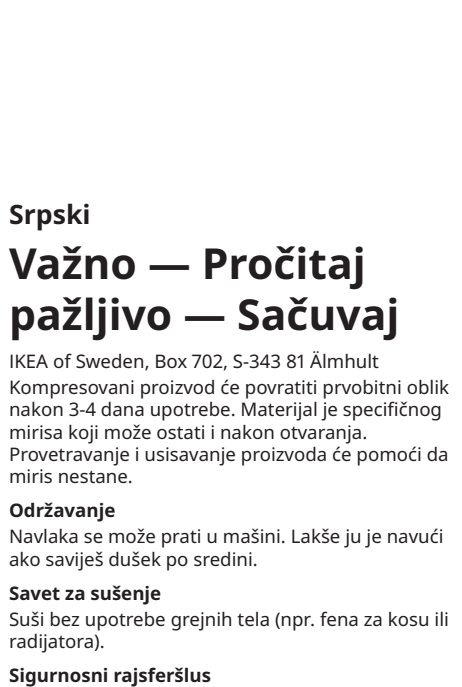 Srpski
Važno — Pročitaj
pažljivo — Sačuvaj
IKEA of Sweden, Box 702, S-343 81 Älmhult
Kompresovani proizvod će povratiti prvobitni oblik
nakon 3-4 dana upotrebe. Materijal je specifičnog
mirisa koji može ostati i nakon otvaranja.
Provetravanje i usisavanje proizvoda će pomoći da
miris nestane.
Održavanje
Navlaka se može prati u mašini. Lakše ju je navući
ako saviješ dušek po sredini.
Savet za sušenje
Suši bez upotrebe grejnih tela (npr. fena za kosu ili
radijatora).
Sigurnosni rajsferšlus